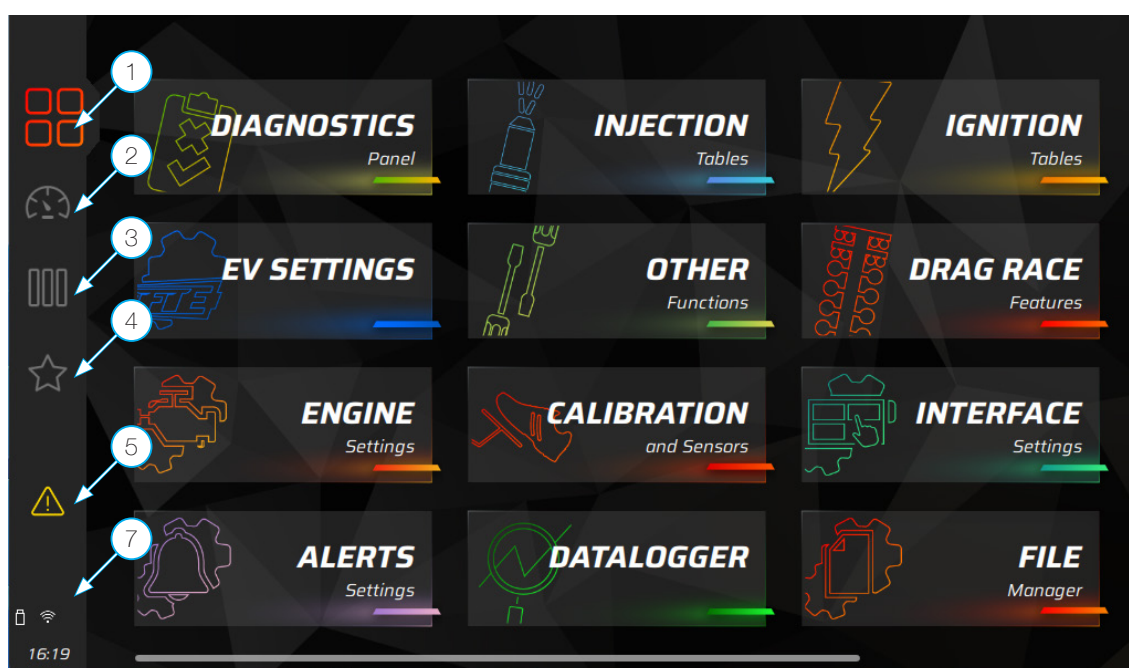 1
DIAGNOSTICS
Panel
INJECTION
Tables
IGNITION
Tables
2
3
EV SETTINGS
FTE
OTHER
Functions
DRAG RACE
Features
4
ENGINE
Settings
CALIBRATION
and Sensors
INTERFACE
Settings
5
7
ALERTS
Settings
DATALOGGER
FILE
Manager
16:19